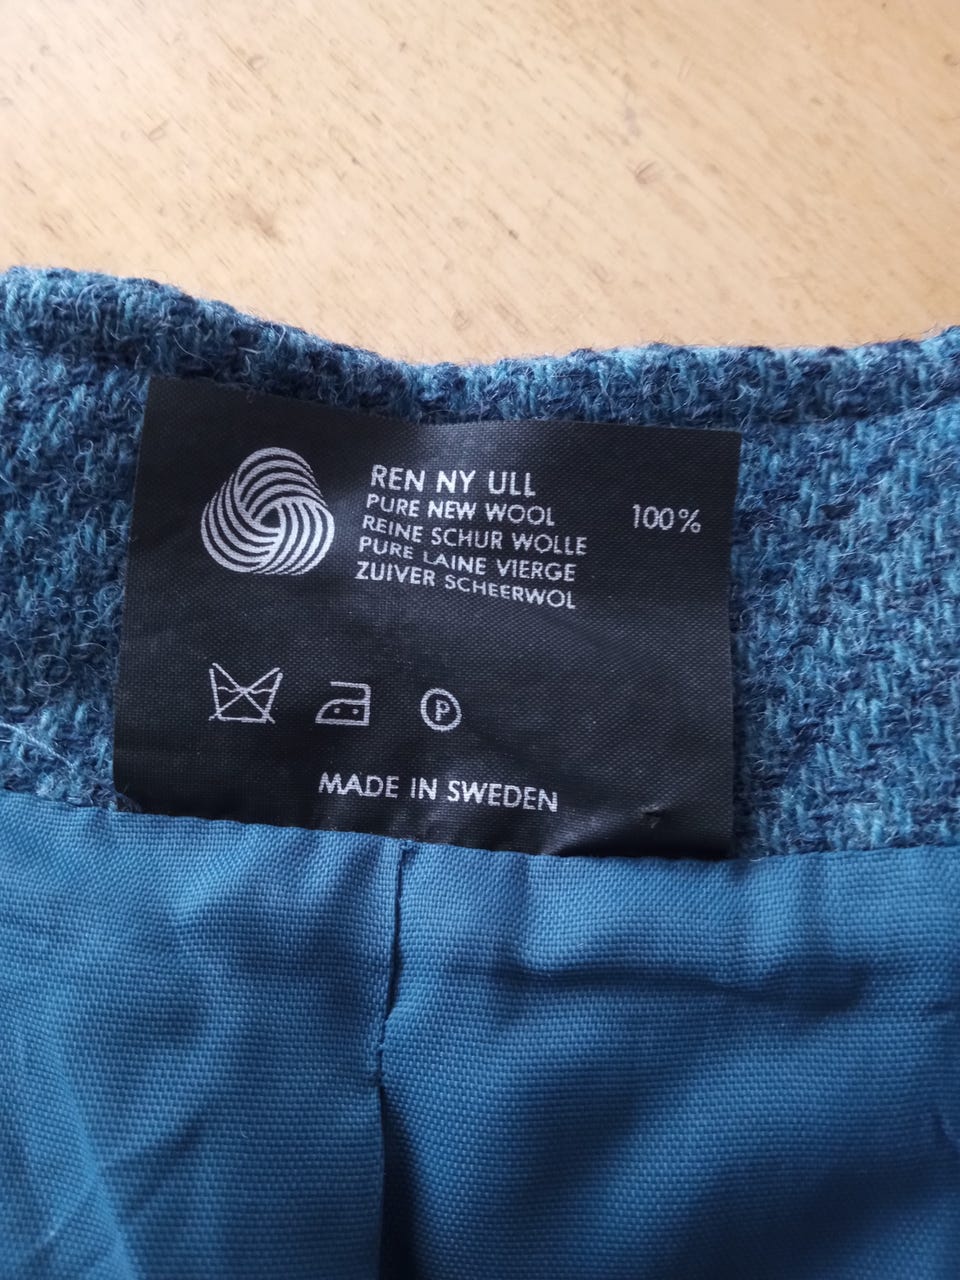 REN NY ULL
PURE NEW WOOL 100%
REINE SCHUR WOLLE
PURE LAINE VIERGE
ZUIVER SCHEERWOL
P
MADE IN SWEDEN